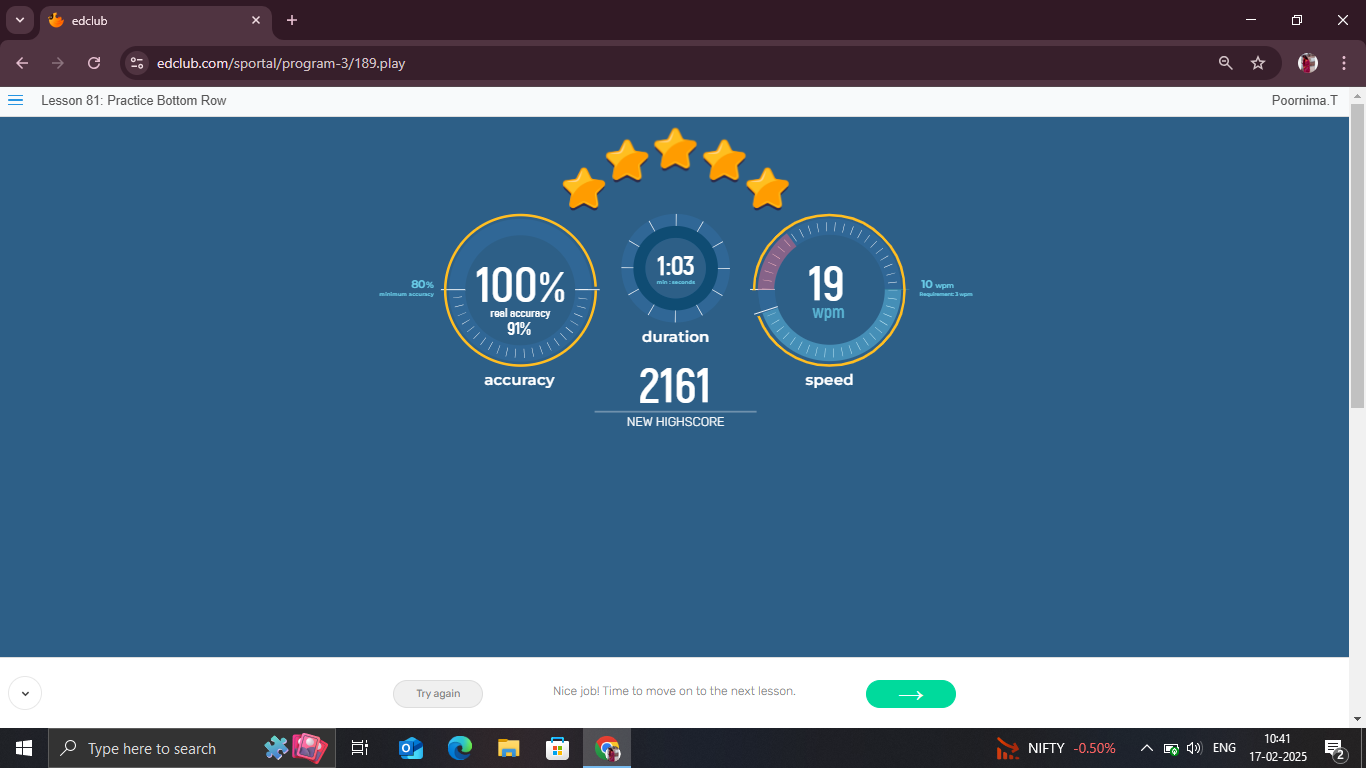 edclub
edclub.com/sportal/program-3/189.play
Lesson 81: Practice Bottom Row
Poornima.T
100%
real accuracy
91%
80%
minimum accuracy
accuracy
1:03
min : seconds
duration
19
wpm
10 wpm
Requirement: 3 wpm
speed
2161
NEW HIGHSCORE
Try again
Nice job! Time to move on to the next lesson.
Type here to search
NIFTY -0.50%
ENG
10:41
17-02-2025
2